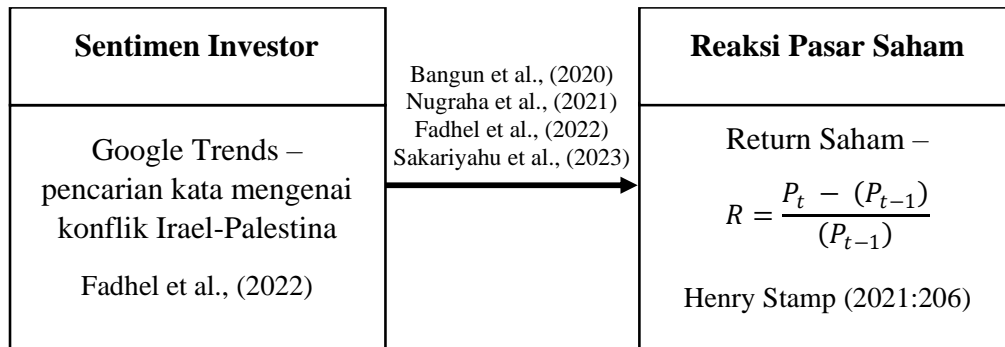 Sentimen Investor
Google Trends –
pencarian kata mengenai
konflik Irael-Palestina
Fadhel et al., (2022)
Bangun et al., (2020)
Nugraha et al., (2021)
Fadhel et al., (2022)
Sakariyahu et al., (2023)
Reaksi Pasar Saham
Return Saham –
R = \frac{P_t - (P_{t-1})}{(P_{t-1})}
Henry Stamp (2021:206)